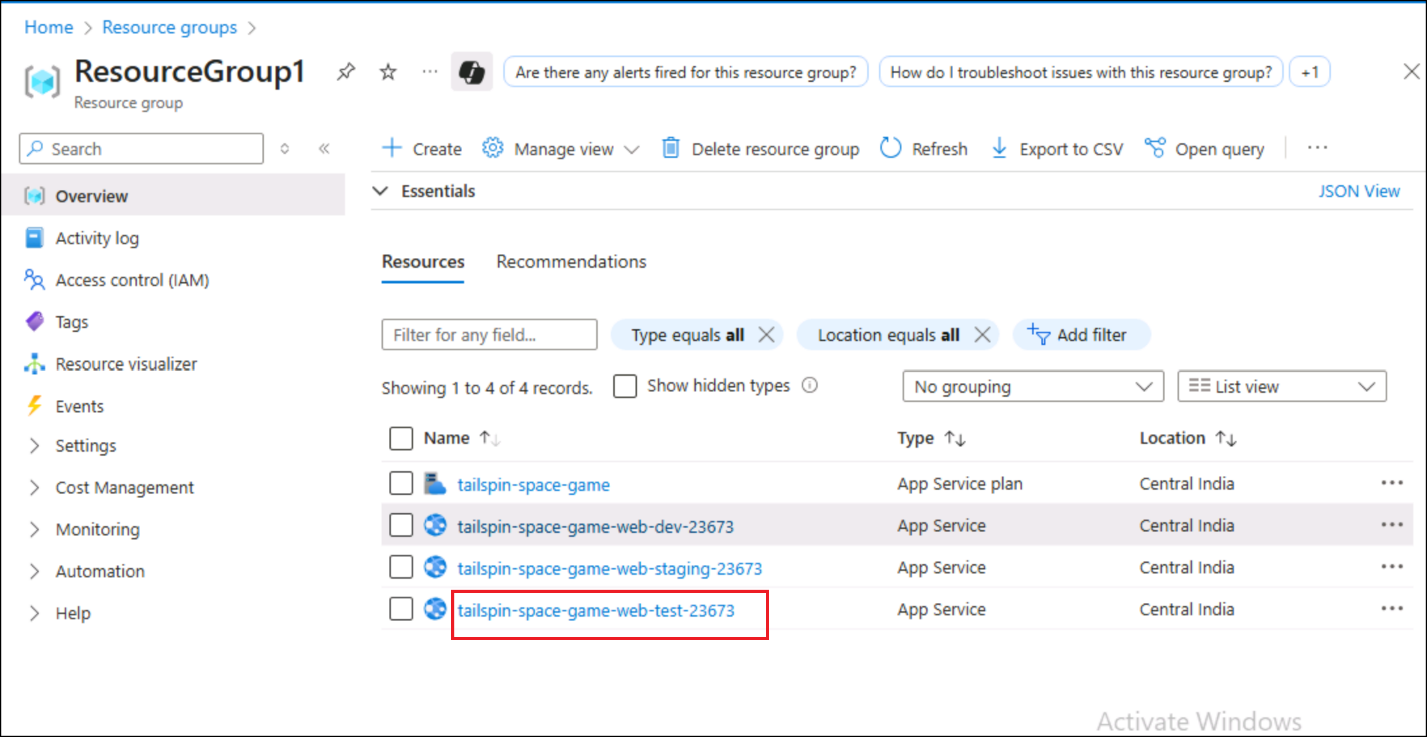 Home > Resource groups >
ResourceGroup1
Resource group
Are there any alerts fired for this resource group?
How do I troubleshoot issues with this resource group?
+1
Search
Create
Manage view
Delete resource group
Refresh
Export to CSV
Open query
Overview
Activity log
Access control (IAM)
Tags
Resource visualizer
Events
Settings
Cost Management
Monitoring
Automation
Help
Essentials
JSON View
Resources
Recommendations
Filter for any field...
Type equals all
Location equals all
Add filter
Showing 1 to 4 of 4 records.
Show hidden types
No grouping
List view
Name Type Location
tailspin-space-game App Service plan Central India
tailspin-space-game-web-dev-23673 App Service Central India
tailspin-space-game-web-staging-23673 App Service Central India
tailspin-space-game-web-test-23673 App Service Central India
Activate Windows